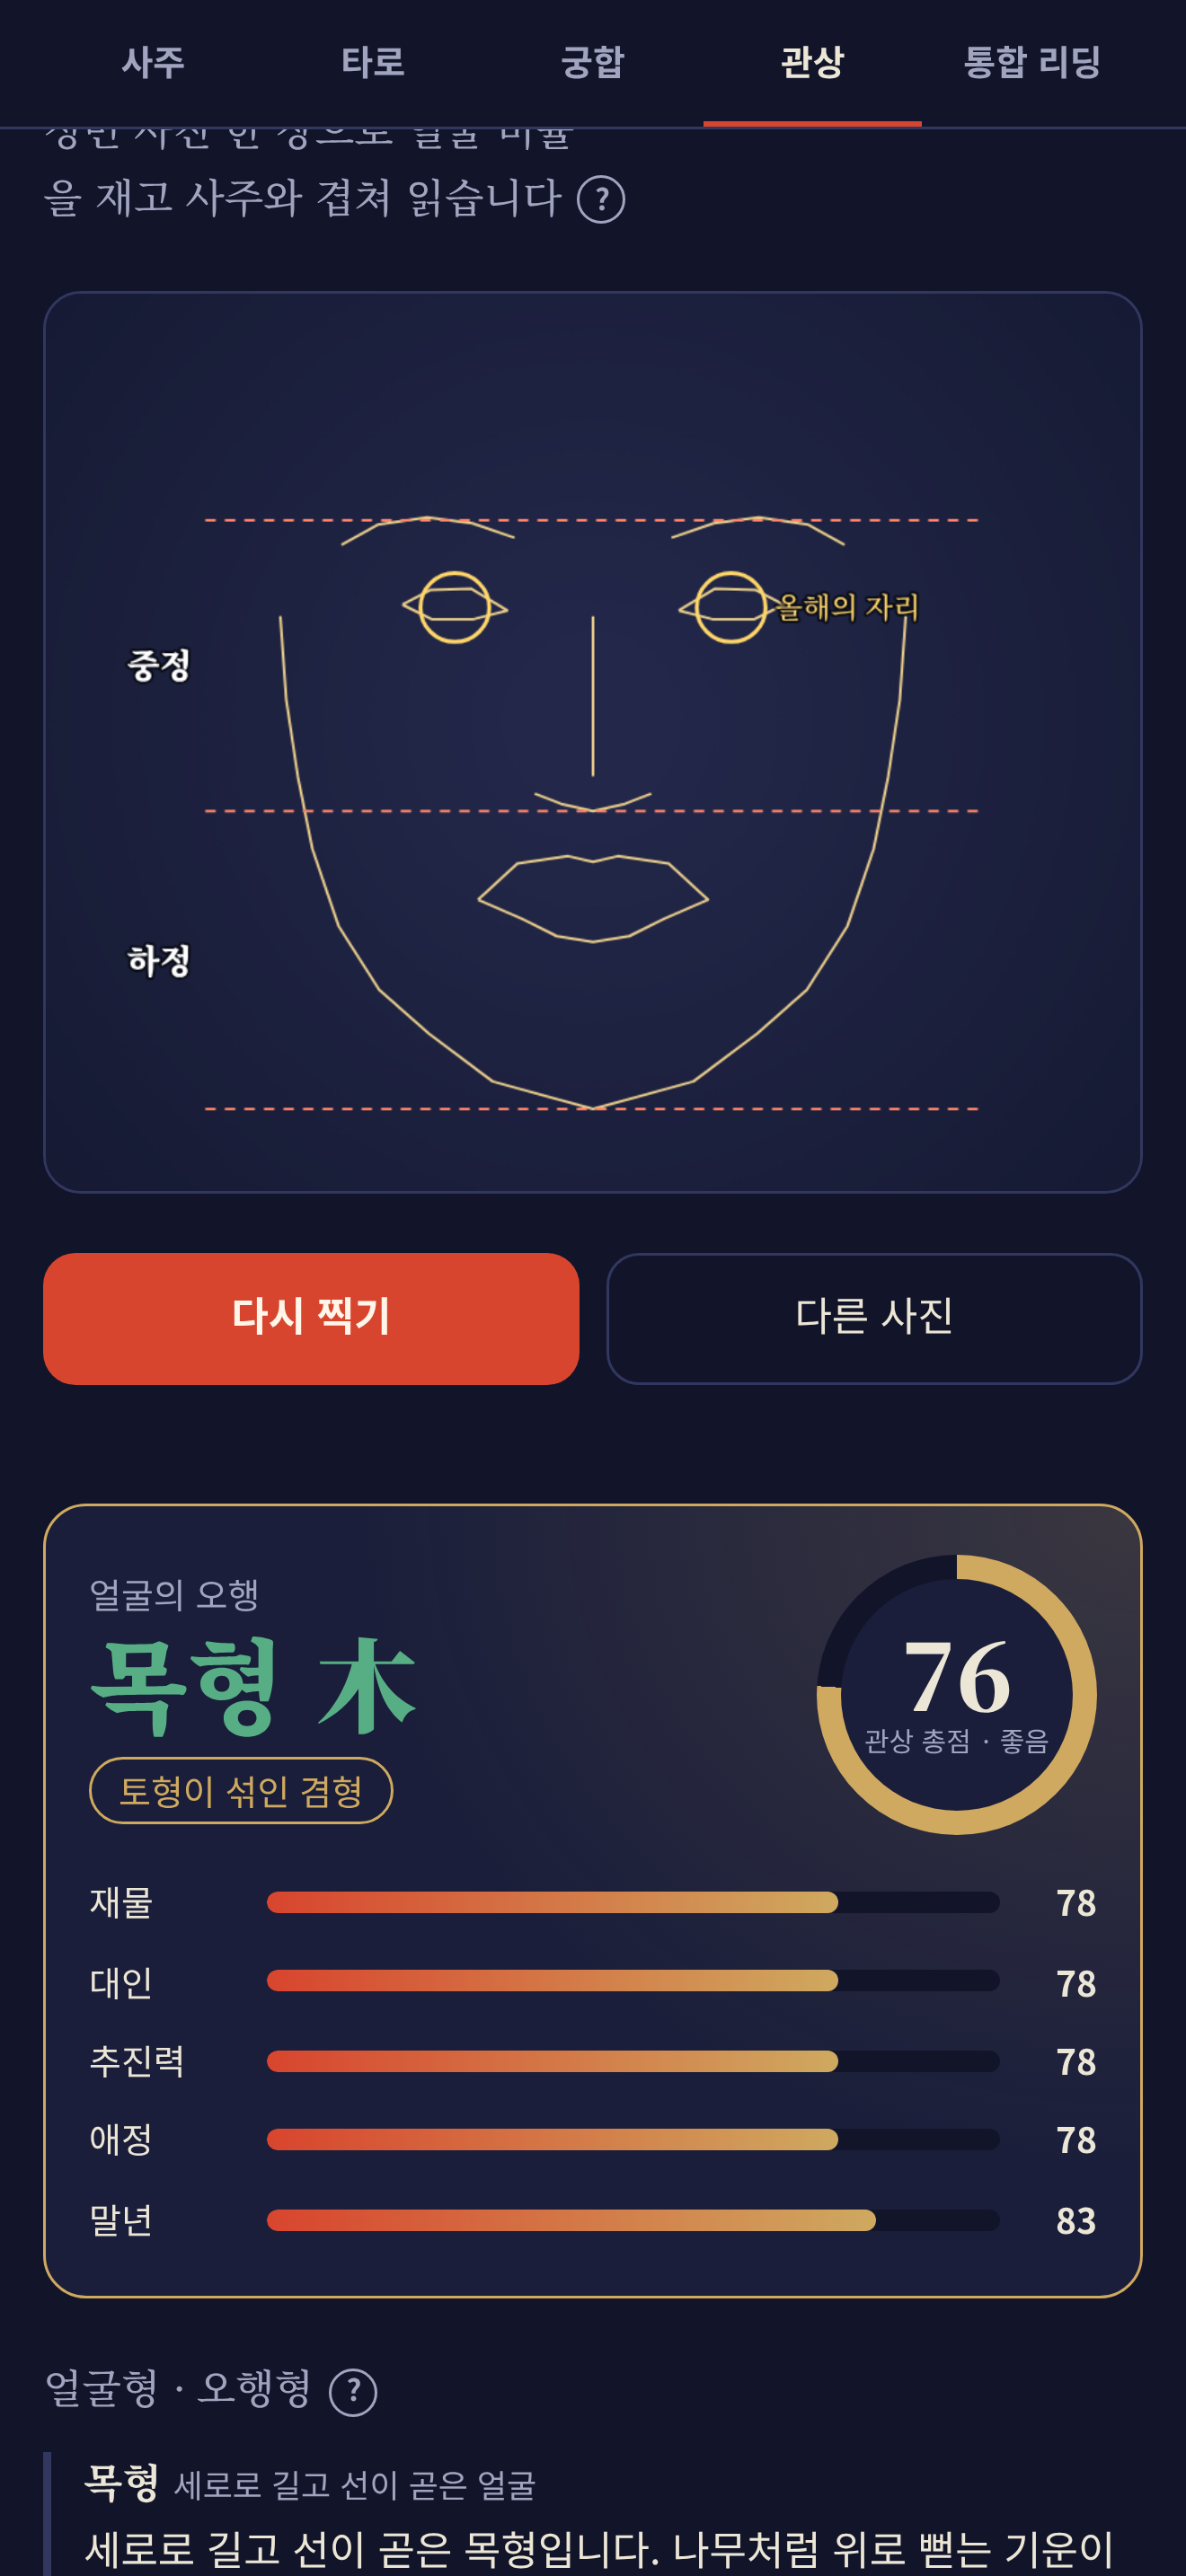 사주 타로 궁합 관상 통합 리딩
을 재고 사주와 겹쳐 읽습니다 ?
올해의 자리
중정
하정
다시 찍기 다른 사진
얼굴의 오행
목형 木
토형이 섞인 겸형
76
관상 총점 · 좋음
재물 78
대인 78
추진력 78
애정 78
말년 83
얼굴형 · 오행형 ?
목형 세로로 길고 선이 곧은 얼굴
세로로 길고 선이 곧은 목형입니다. 나무처럼 위로 뻗는 기운이